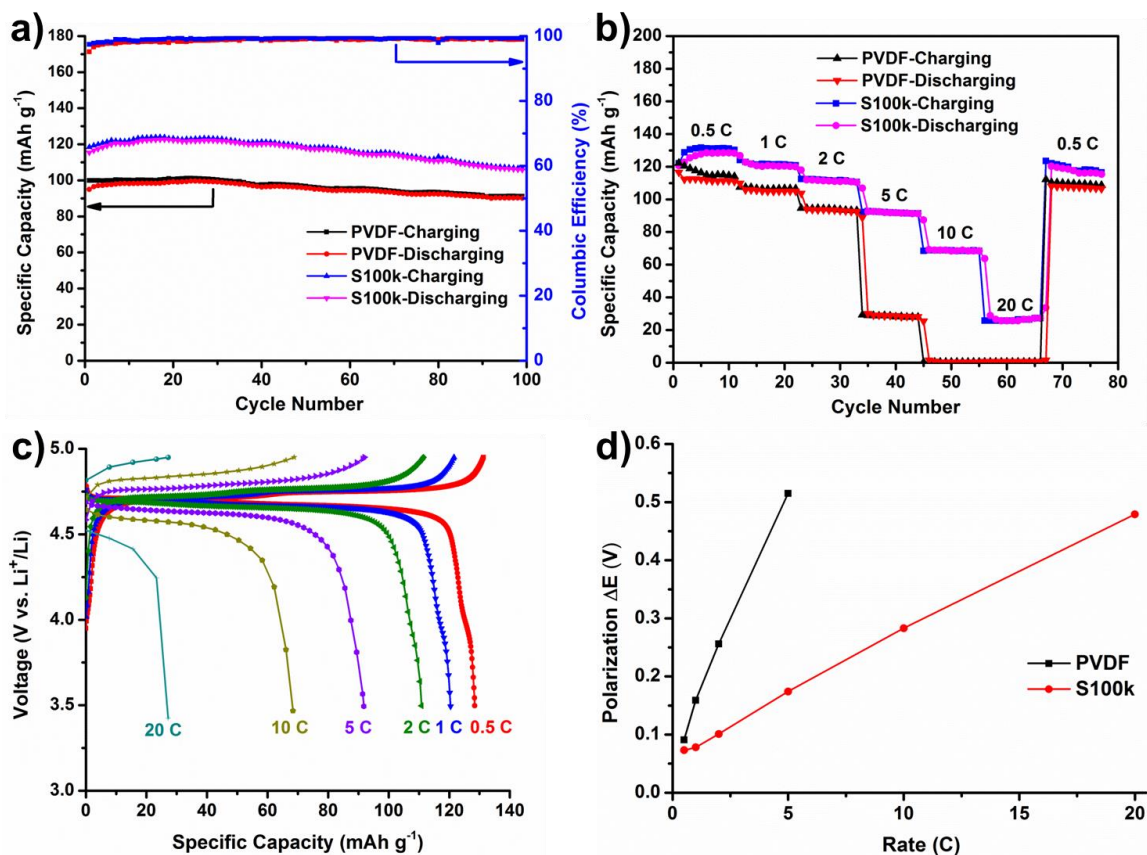 a)
Specific Capacity (mAh g⁻¹)
180
160
140
120
100
80
60
40
20
0
100
80
60
40
20
0
Columbic Efficiency (%)
PVDF-Charging
PVDF-Discharging
S100k-Charging
S100k-Discharging
0 20 40 60 80 100
Cycle Number
b)
Specific Capacity (mAh g⁻¹)
200
180
160
140
120
100
80
60
40
20
0
PVDF-Charging
PVDF-Discharging
S100k-Charging
S100k-Discharging
0.5 C
1 C
2 C
5 C
10 C
20 C
0.5 C
0 10 20 30 40 50 60 70 80
Cycle Number
c)
Voltage (V vs. Li⁺/Li)
5.0
4.5
4.0
3.5
3.0
20 C 10 C 5 C 2 C 1 C 0.5 C
0 20 40 60 80 100 120 140
Specific Capacity (mAh g⁻¹)
d)
Polarization ΔE (V)
0.6
0.5
0.4
0.3
0.2
0.1
0.0
PVDF
S100k
0 5 10 15 20
Rate (C)